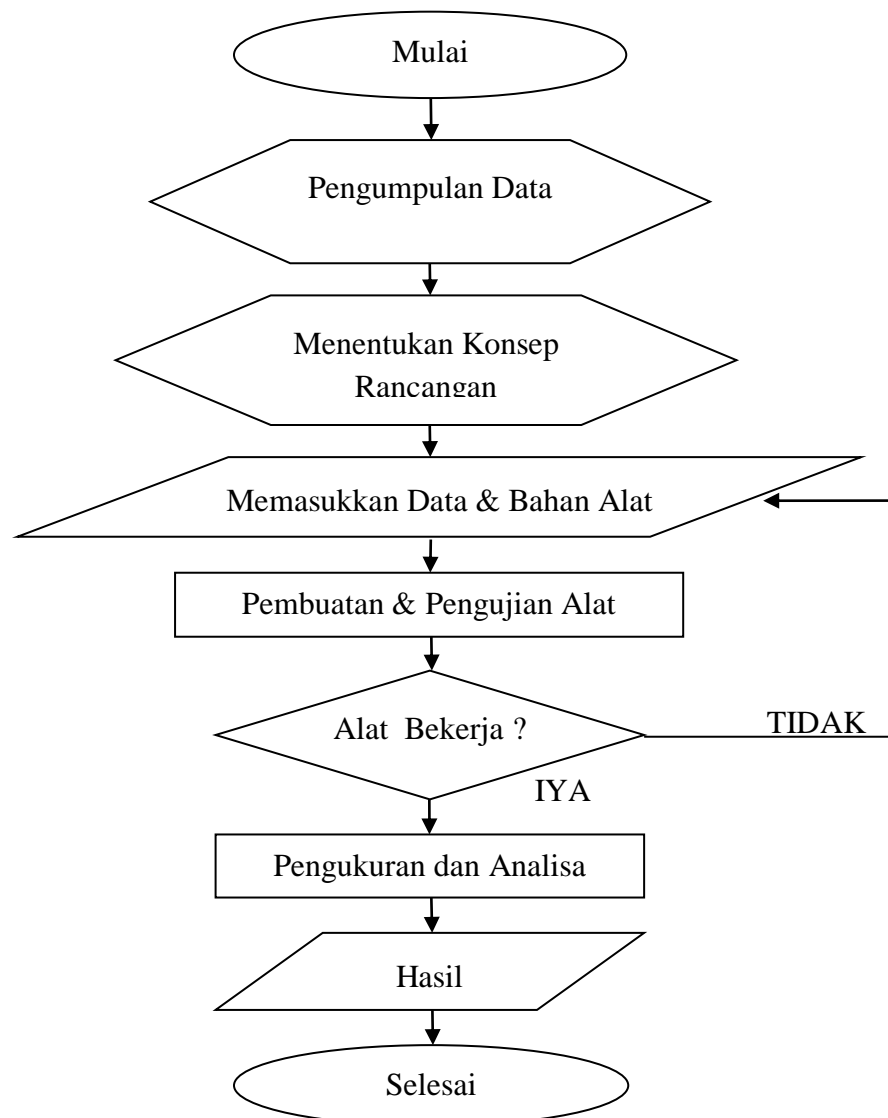 Mulai
Pengumpulan Data
Menentukan Konsep
Rancangan
Memasukkan Data & Bahan Alat
Pembuatan & Pengujian Alat
Alat Bekerja ?
TIDAK
IYA
Pengukuran dan Analisa
Hasil
Selesai